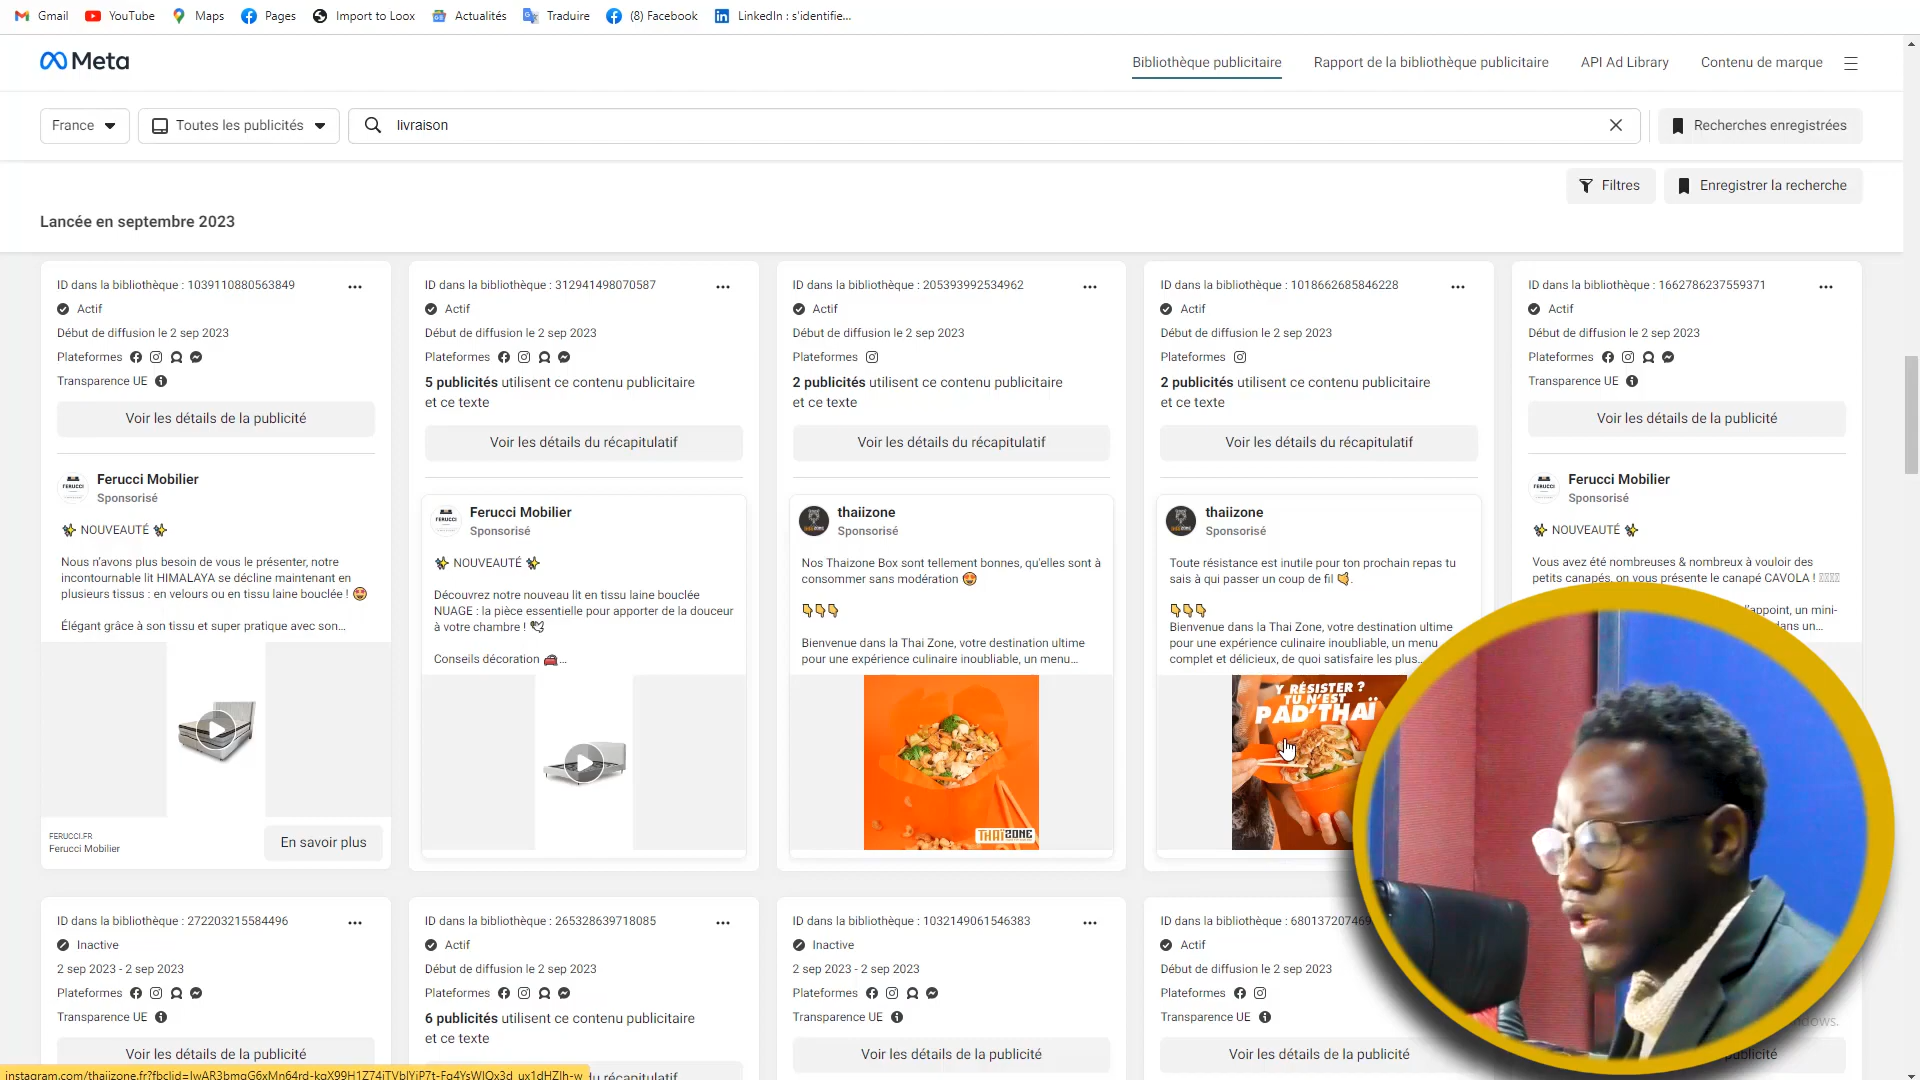 Gmail YouTube Maps Pages Import to Loox Actualités Traduire (8) Facebook LinkedIn : s'identifie...
Meta
Bibliothèque publicitaire Rapport de la bibliothèque publicitaire API Ad Library Contenu de marque
France Toutes les publicités livraison Recherches enregistrées
Filtres Enregistrer la recherche
Lancée en septembre 2023
ID dans la bibliothèque : 1039110880563849
Actif
Début de diffusion le 2 sep 2023
Plateformes
Transparence UE
Voir les détails de la publicité
FERUCCI
Ferucci Mobilier
Sponsorisé
✨ NOUVEAUTÉ ✨
Nous n'avons plus besoin de vous le présenter, notre
incontournable lit HIMALAYA se décline maintenant en
plusieurs tissus : en velours ou en tissu laine bouclée ! 🤩
Élégant grâce à son tissu et super pratique avec son...
FERUCCI.FR
Ferucci Mobilier
En savoir plus
ID dans la bibliothèque : 312941498070587
Actif
Début de diffusion le 2 sep 2023
Plateformes
5 publicités utilisent ce contenu publicitaire
et ce texte
Voir les détails du récapitulatif
FERUCCI
Ferucci Mobilier
Sponsorisé
✨ NOUVEAUTÉ ✨
Découvrez notre nouveau lit en tissu laine bouclée
NUAGE : la pièce essentielle pour apporter de la douceur
à votre chambre ! 🕊
Conseils décoration 🛋...
ID dans la bibliothèque : 205393992534962
Actif
Début de diffusion le 2 sep 2023
Plateformes
2 publicités utilisent ce contenu publicitaire
et ce texte
Voir les détails du récapitulatif
thaiizone
Sponsorisé
Nos Thaizone Box sont tellement bonnes, qu'elles sont à
consommer sans modération 🤩
👇👇👇
Bienvenue dans la Thai Zone, votre destination ultime
pour une expérience culinaire inoubliable, un menu...
THAÏZONE
ID dans la bibliothèque : 1018662685846228
Actif
Début de diffusion le 2 sep 2023
Plateformes
2 publicités utilisent ce contenu publicitaire
et ce texte
Voir les détails du récapitulatif
thaiizone
Sponsorisé
Toute résistance est inutile pour ton prochain repas tu
sais à qui passer un coup de fil 🤙.
👇👇👇
Bienvenue dans la Thai Zone, votre destination ultime
pour une expérience culinaire inoubliable, un menu
complet et délicieux, de quoi satisfaire les plus...
Y RÉSISTER ?
TU N'EST
PAD'THAÏ
ID dans la bibliothèque : 1662786237559371
Actif
Début de diffusion le 2 sep 2023
Plateformes
Transparence UE
Voir les détails de la publicité
FERUCCI
Ferucci Mobilier
Sponsorisé
✨ NOUVEAUTÉ ✨
Vous avez été nombreuses & nombreux à vouloir des
petits canapés, on vous présente le canapé CAVOLA !
d'appoint, un mini-
dans un...
ID dans la bibliothèque : 272203215584496
Inactive
2 sep 2023 - 2 sep 2023
Plateformes
Transparence UE
Voir les détails de la publicité
ID dans la bibliothèque : 265328639718085
Actif
Début de diffusion le 2 sep 2023
Plateformes
6 publicités utilisent ce contenu publicitaire
et ce texte
du récapitulatif
ID dans la bibliothèque : 1032149061546383
Inactive
2 sep 2023 - 2 sep 2023
Plateformes
Transparence UE
Voir les détails de la publicité
ID dans la bibliothèque : 680137207469
Actif
Début de diffusion le 2 sep 2023
Plateformes
Transparence UE
Voir les détails de la publicité
publicité